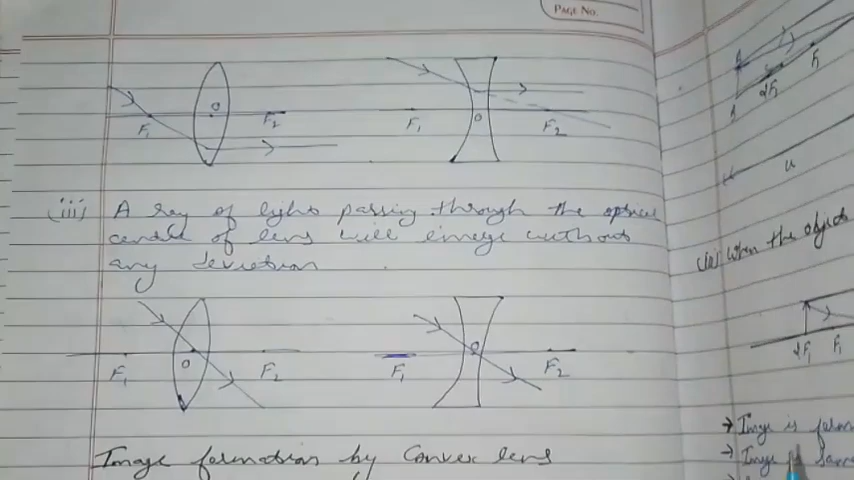 PAGE NO.
O
F1
F2
F1
O
F2
(iii) A ray of light passing through the optical
centre of lens will emerge without
any deviation
O
F1
F2
O
F1
F2
Image formation by Convex lens
2F1
F1
u
When the object
2F1
F1
→ Image is
→ Image